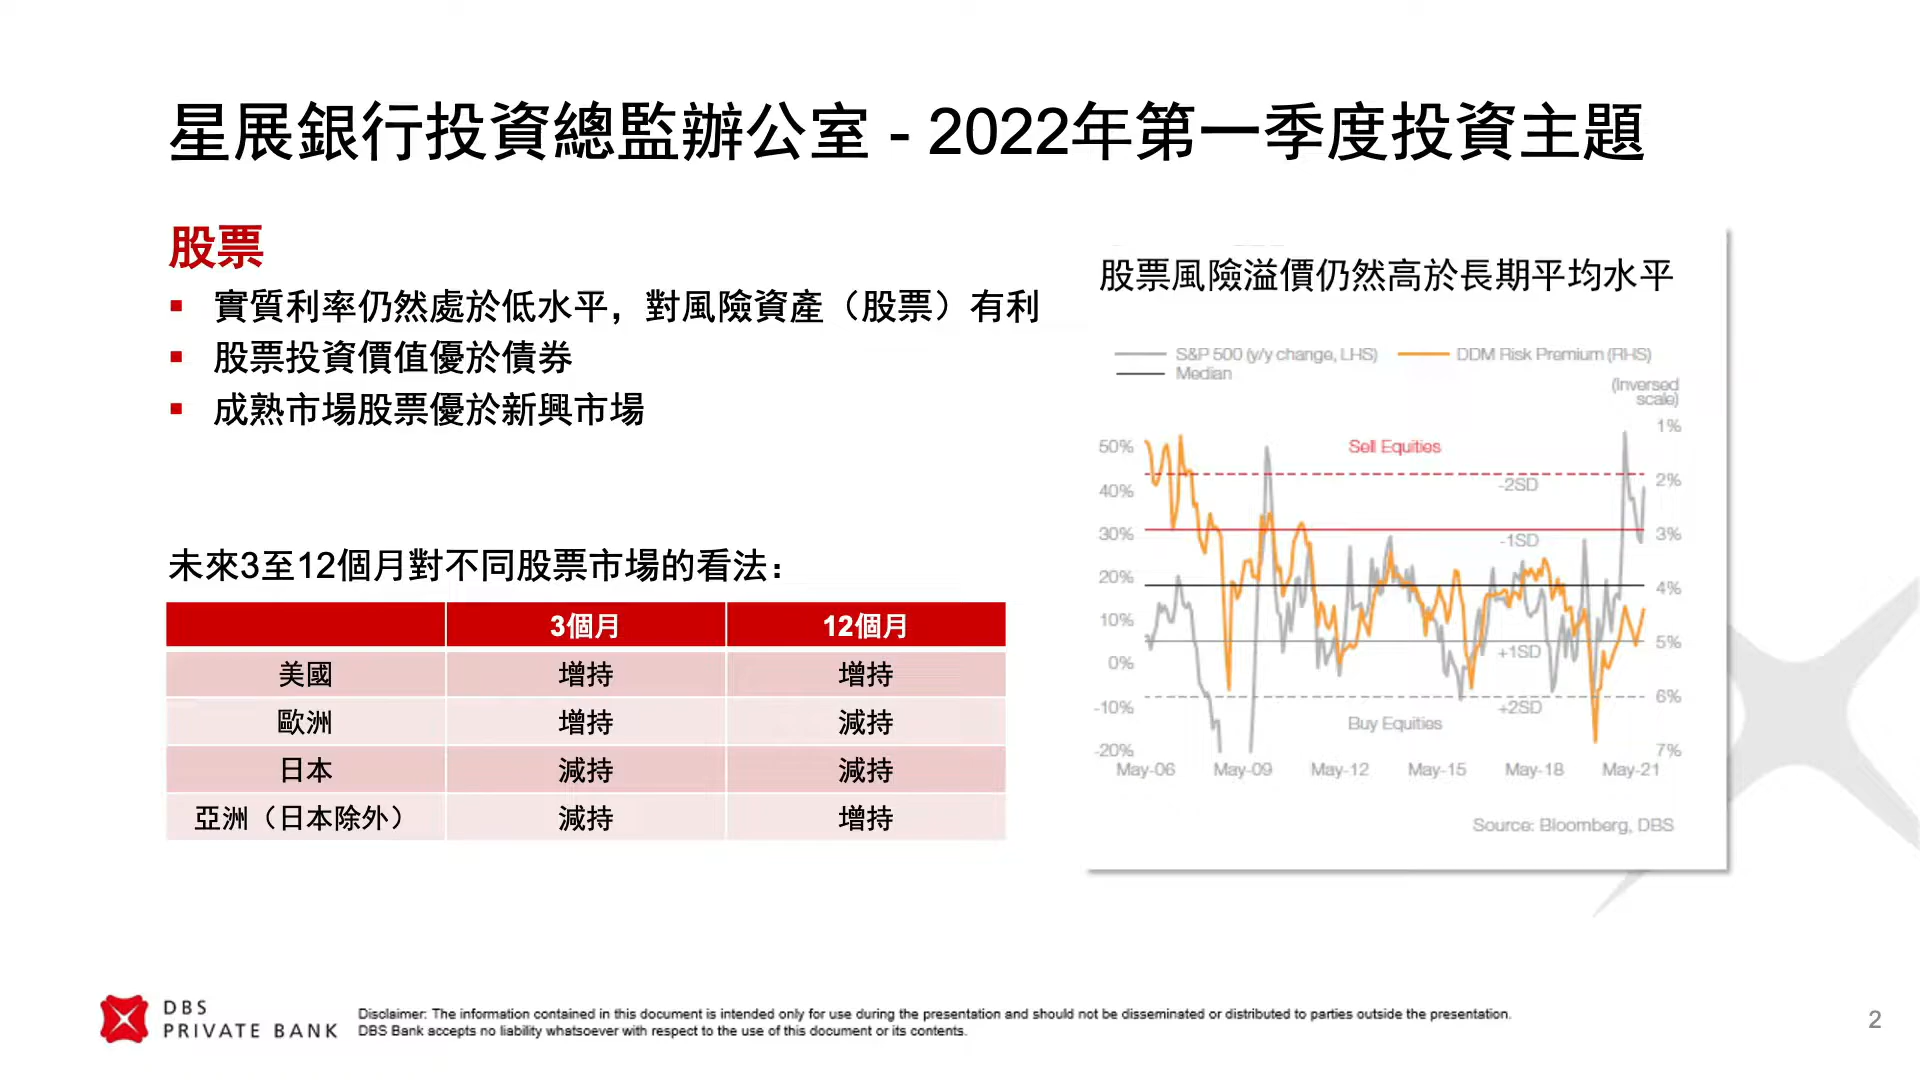 星展銀行投資總監辦公室 - 2022年第一季度投資主題
股票
▪ 實質利率仍然處於低水平，對風險資產（股票）有利
▪ 股票投資價值優於債券
▪ 成熟市場股票優於新興市場
未來3至12個月對不同股票市場的看法：
3個月 12個月
美國 增持 增持
歐洲 增持 減持
日本 減持 減持
亞洲（日本除外） 減持 增持
股票風險溢價仍然高於長期平均水平
S&P 500 (y/y change, LHS) DDM Risk Premium (RHS)
Median
(Inversed
scale)
1%
50% Sell Equities
-2SD 2%
40%
30% -1SD 3%
20% 4%
10% 5%
0% +1SD
6%
-10% +2SD
Buy Equities
-20% 7%
May-06 May-09 May-12 May-15 May-18 May-21
Source: Bloomberg, DBS
DBS
PRIVATE BANK
Disclaimer: The information contained in this document is intended only for use during the presentation and should not be disseminated or distributed to parties outside the presentation.
DBS Bank accepts no liability whatsoever with respect to the use of this document or its contents.
2